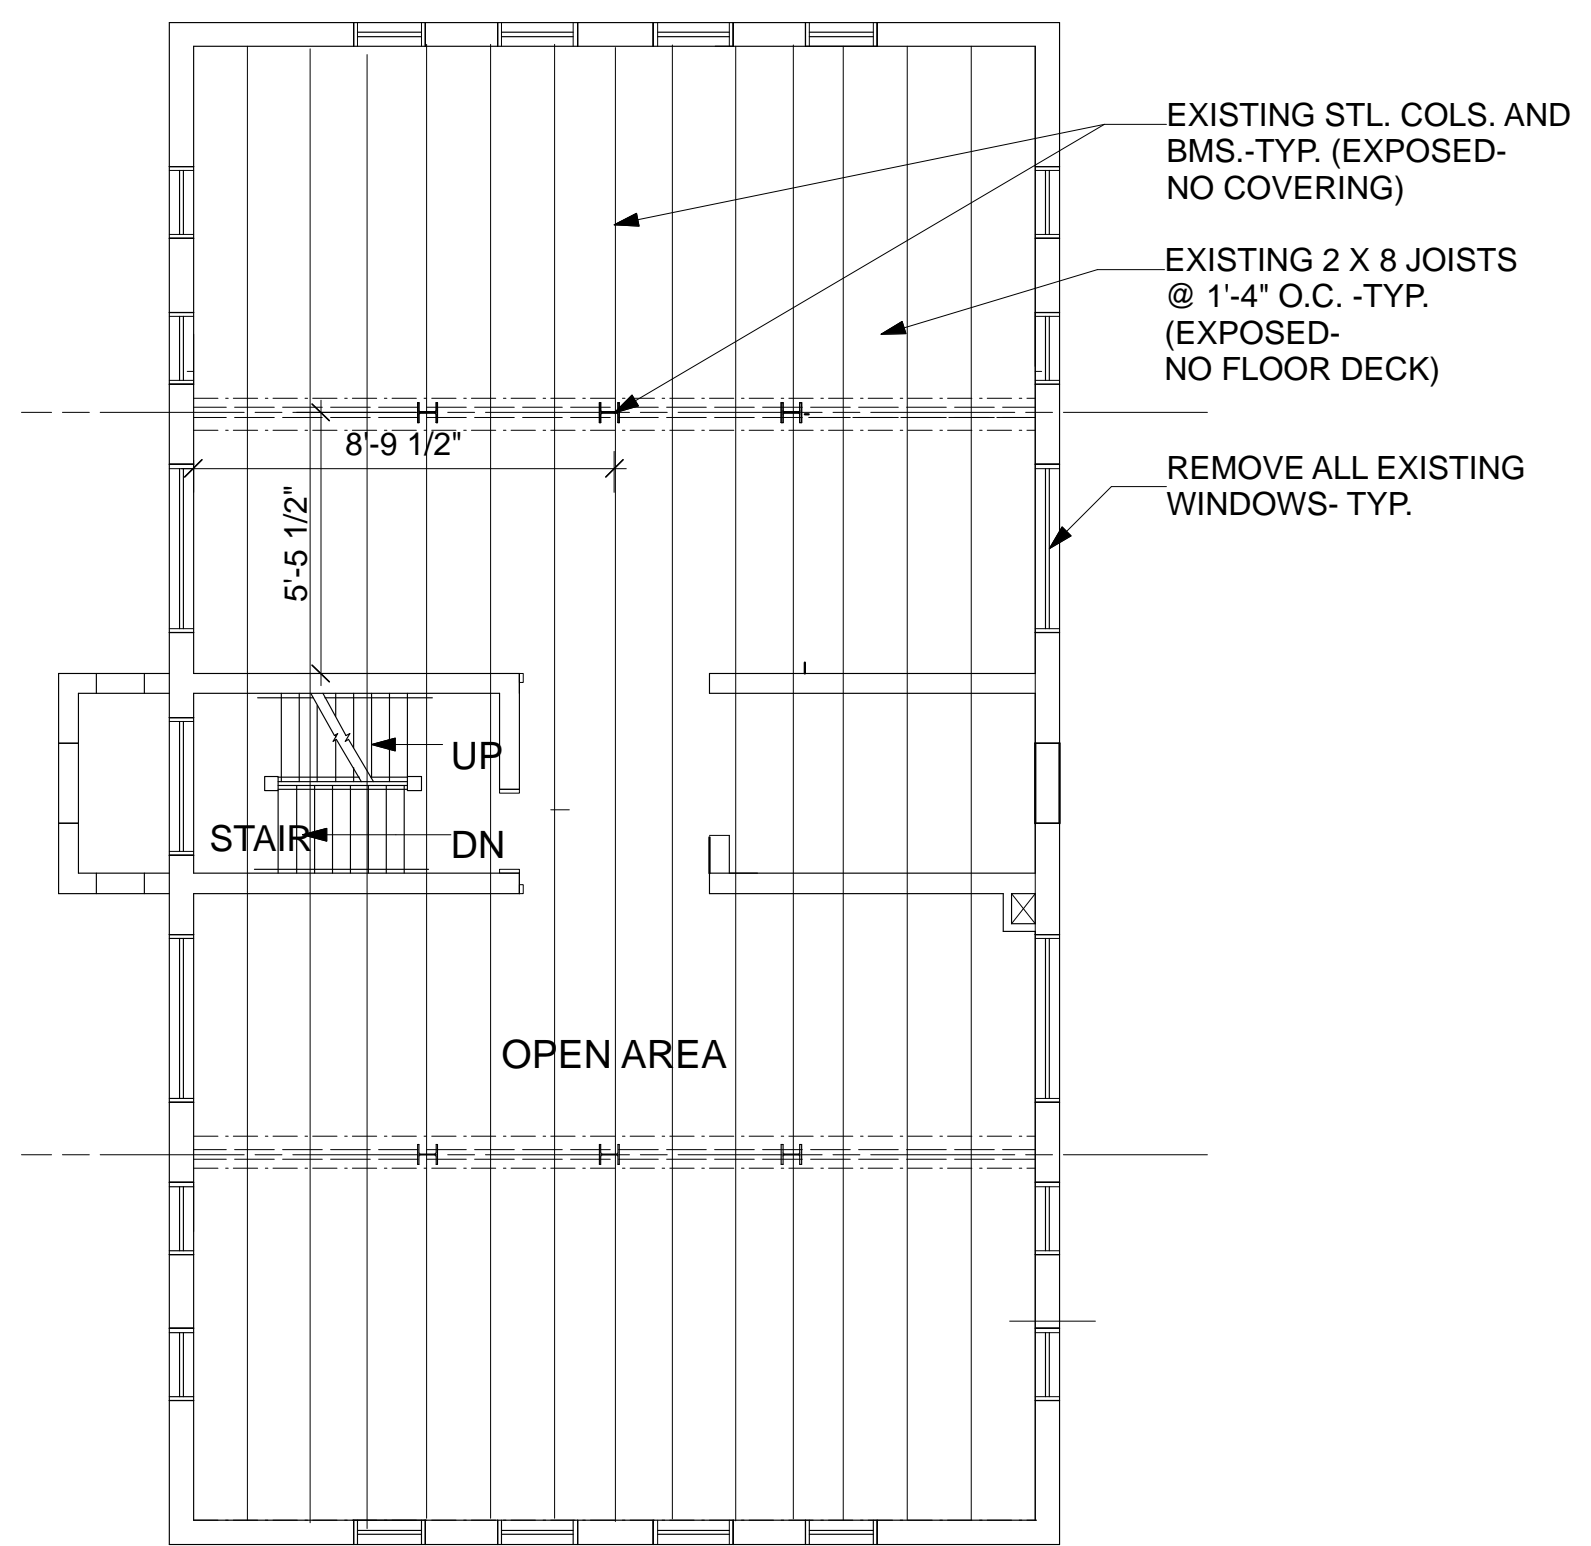 EXISTING STL. COLS. AND
BMS.-TYP. (EXPOSED-
NO COVERING)
EXISTING 2 X 8 JOISTS
@ 1'-4" O.C. -TYP.
(EXPOSED-
NO FLOOR DECK)
8'-9 1/2"
REMOVE ALL EXISTING
WINDOWS- TYP.
5'-5 1/2"
UP
STAIR
DN
OPEN AREA